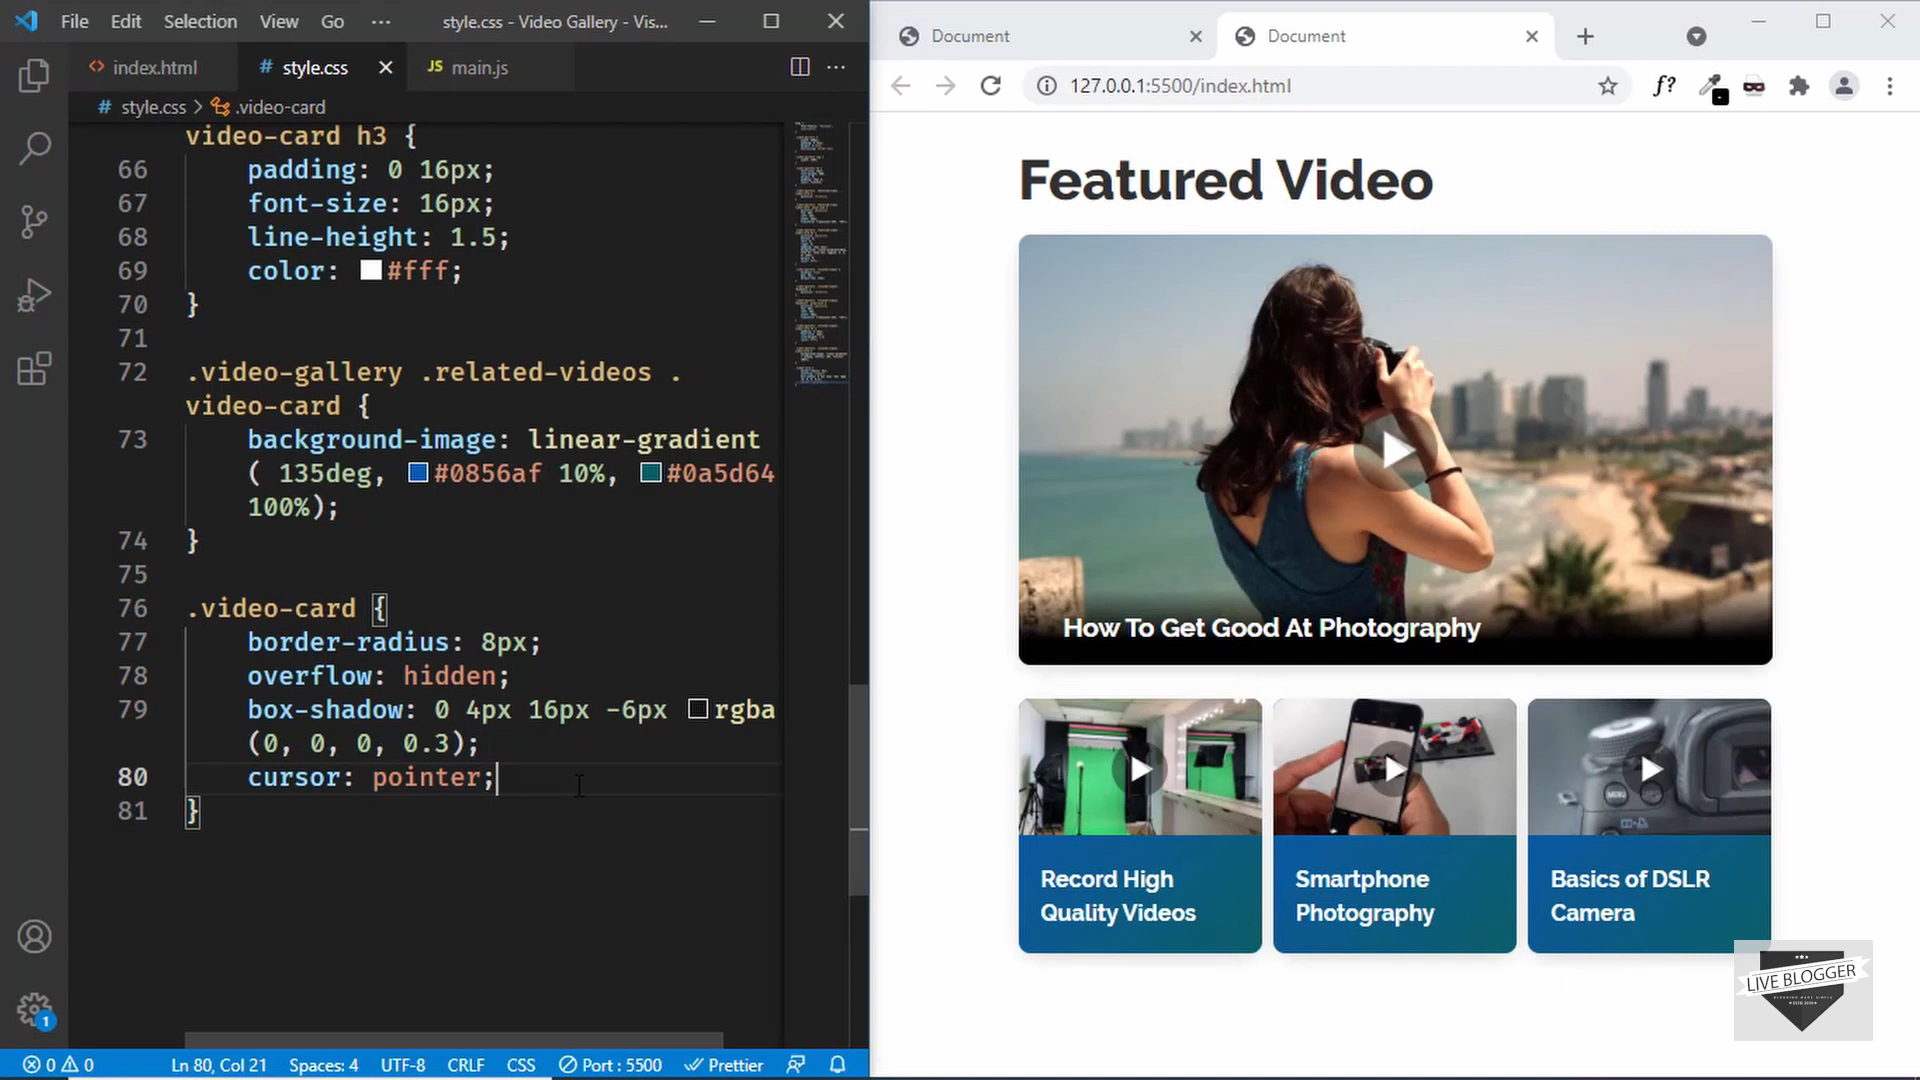 File Edit Selection View Go ··· style.css - Video Gallery - Vis...
index.html # style.css JS main.js ···
# style.css > .video-card
video-card h3 {
66 padding: 0 16px;
67 font-size: 16px;
68 line-height: 1.5;
69 color: #fff;
70 }
71
72 .video-gallery .related-videos .
video-card {
73 background-image: linear-gradient
( 135deg, #0856af 10%, #0a5d64
100%);
74 }
75
76 .video-card {
77 border-radius: 8px;
78 overflow: hidden;
79 box-shadow: 0 4px 16px -6px rgba
(0, 0, 0, 0.3);
80 cursor: pointer;
81 }
1
0 0 Ln 80, Col 21 Spaces: 4 UTF-8 CRLF CSS Port : 5500 Prettier
Document Document
127.0.0.1:5500/index.html f?
Featured Video
How To Get Good At Photography
MENU
Record High
Quality Videos
Smartphone
Photography
Basics of DSLR
Camera
LIVE BLOGGER